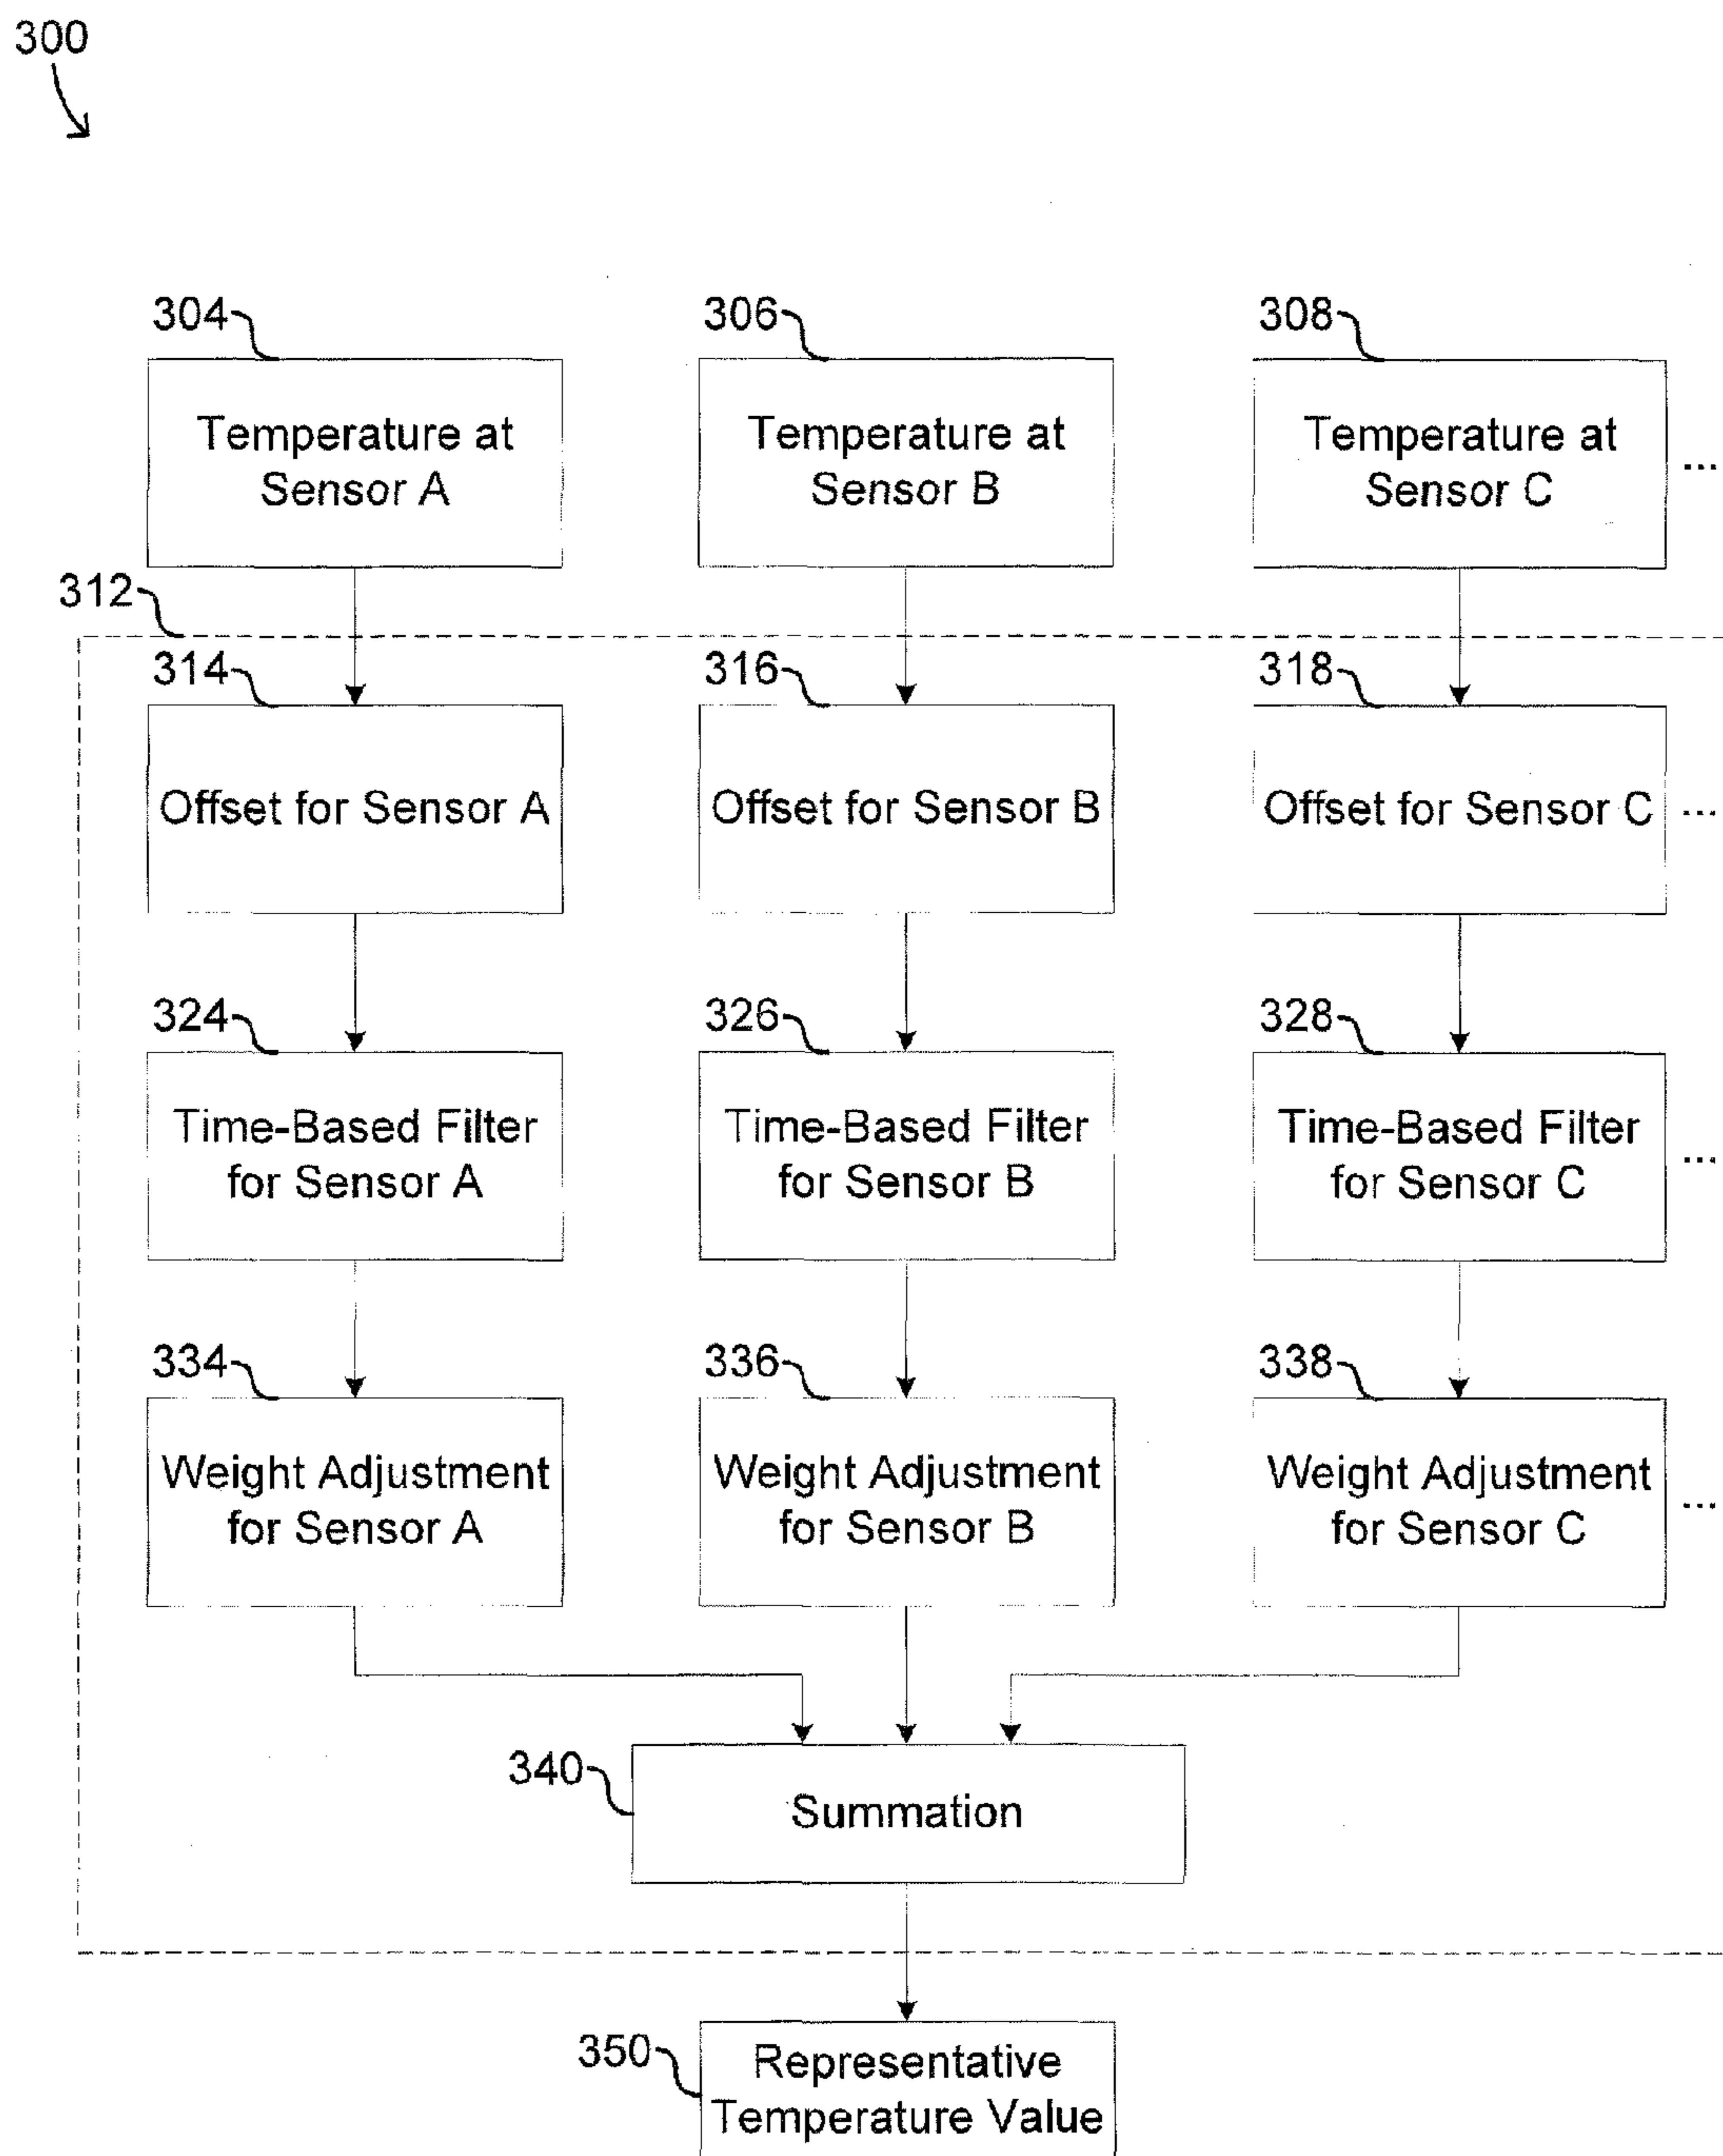 300
304
306
308
Temperature at
Sensor A
Temperature at
Sensor B
Temperature at
Sensor C
...
312
314
316
318
Offset for Sensor A
Offset for Sensor B
Offset for Sensor C
...
324
326
328
Time-Based Filter
for Sensor A
Time-Based Filter
for Sensor B
Time-Based Filter
for Sensor C
...
334
336
338
Weight Adjustment
for Sensor A
Weight Adjustment
for Sensor B
Weight Adjustment
for Sensor C
...
340
Summation
350
Representative
Temperature Value